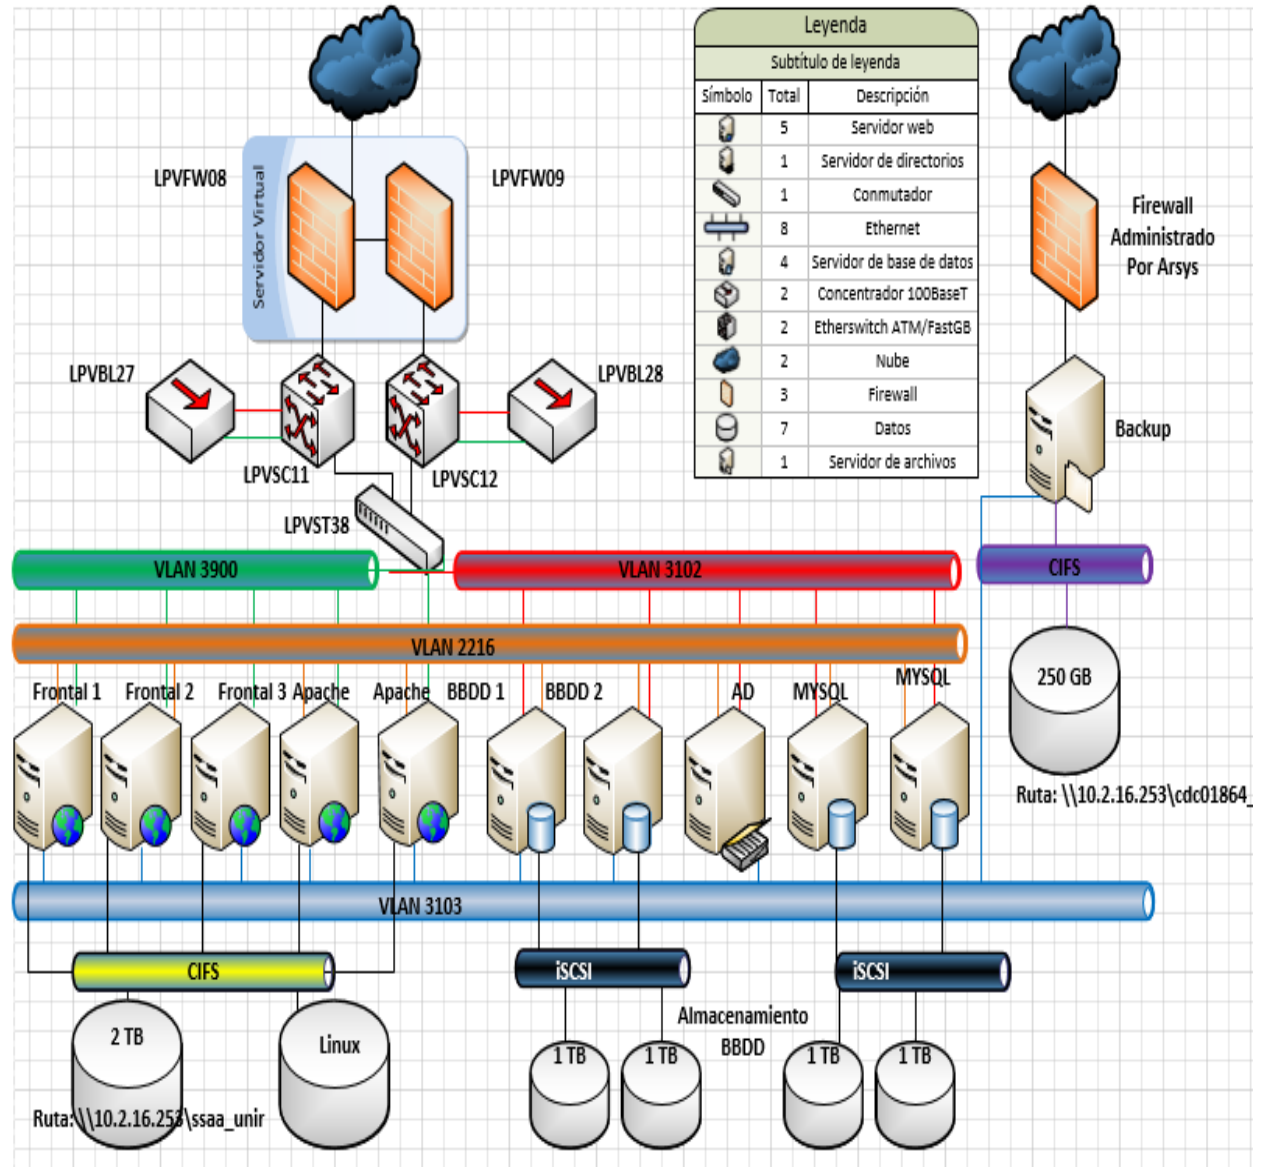 Leyenda
Subtítulo de leyenda
Símbolo Total Descripción
5 Servidor web
1 Servidor de directorios
1 Conmutador
8 Ethernet
4 Servidor de base de datos
2 Concentrador 100BaseT
2 Etherswitch ATM/FastGB
2 Nube
3 Firewall
7 Datos
1 Servidor de archivos
LPVFW08
Servidor Virtual
LPVFW09
Firewall
Administrado
Por Arsys
LPVBL27
LPVBL28
Backup
LPVSC11
LPVSC12
LPVST38
VLAN 3900
VLAN 3102
CIFS
VLAN 2216
Frontal 1
Frontal 2
Frontal 3
Apache
Apache
BBDD 1
BBDD 2
AD
MYSQL
MYSQL
250 GB
Ruta: \\10.2.16.253\cdc01864_
VLAN 3103
CIFS
iSCSI
iSCSI
2 TB
Linux
Almacenamiento
BBDD
1 TB
1 TB
1 TB
1 TB
Ruta: \\10.2.16.253\ssaa_unir